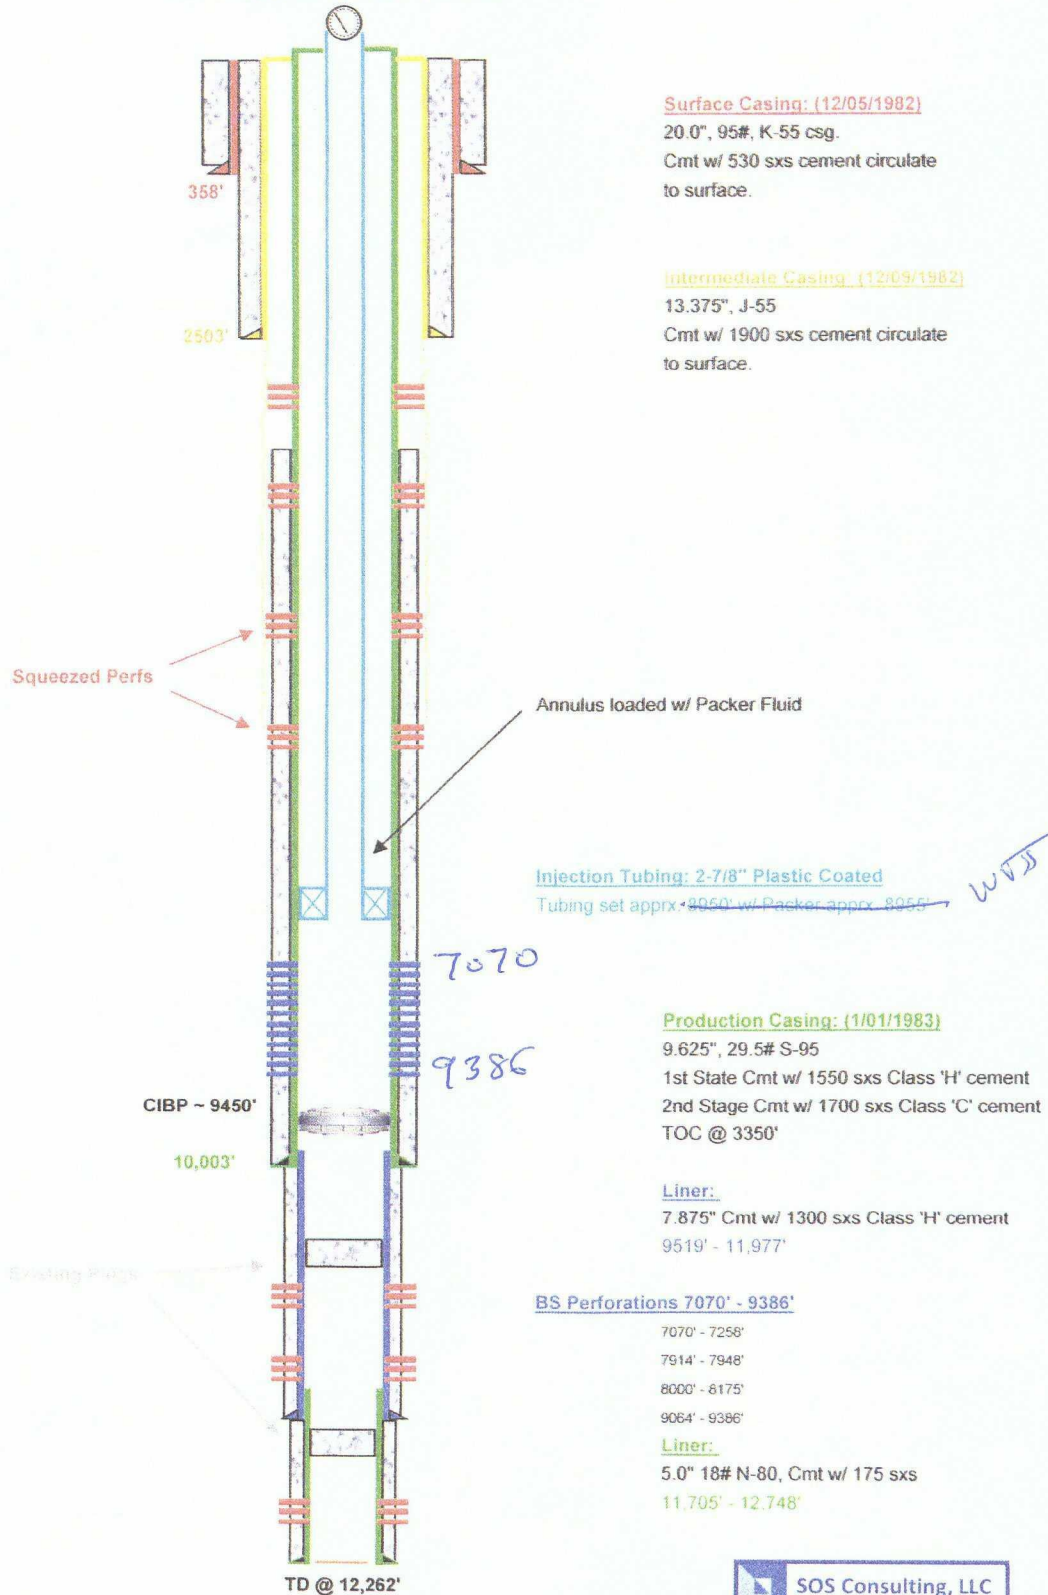 Surface Casing: (12/05/1982)
20.0", 95#, K-55 csg.
Cmt w/ 530 sxs cement circulate
to surface.
358'
Intermediate Casing: (12/09/1982)
13.375", J-55
Cmt w/ 1900 sxs cement circulate
to surface.
2503'
Squeezed Perfs
Annulus loaded w/ Packer Fluid
Injection Tubing: 2-7/8" Plastic Coated
Tubing set apprx. 8950' w/ Packer apprx. 8955'
7070
9386
Production Casing: (1/01/1983)
9.625", 29.5# S-95
1st State Cmt w/ 1550 sxs Class 'H' cement
2nd Stage Cmt w/ 1700 sxs Class 'C' cement
TOC @ 3350'
CIBP ~ 9450'
10,003'
Liner:
7.875" Cmt w/ 1300 sxs Class 'H' cement
9519' - 11,977'
Existing Plugs
BS Perforations 7070' - 9386'
7070' - 7258'
7914' - 7948'
8000' - 8175'
9064' - 9386'
Liner:
5.0" 18# N-80, Cmt w/ 175 sxs
11,705' - 12,748'
TD @ 12,262'
SOS Consulting, LLC